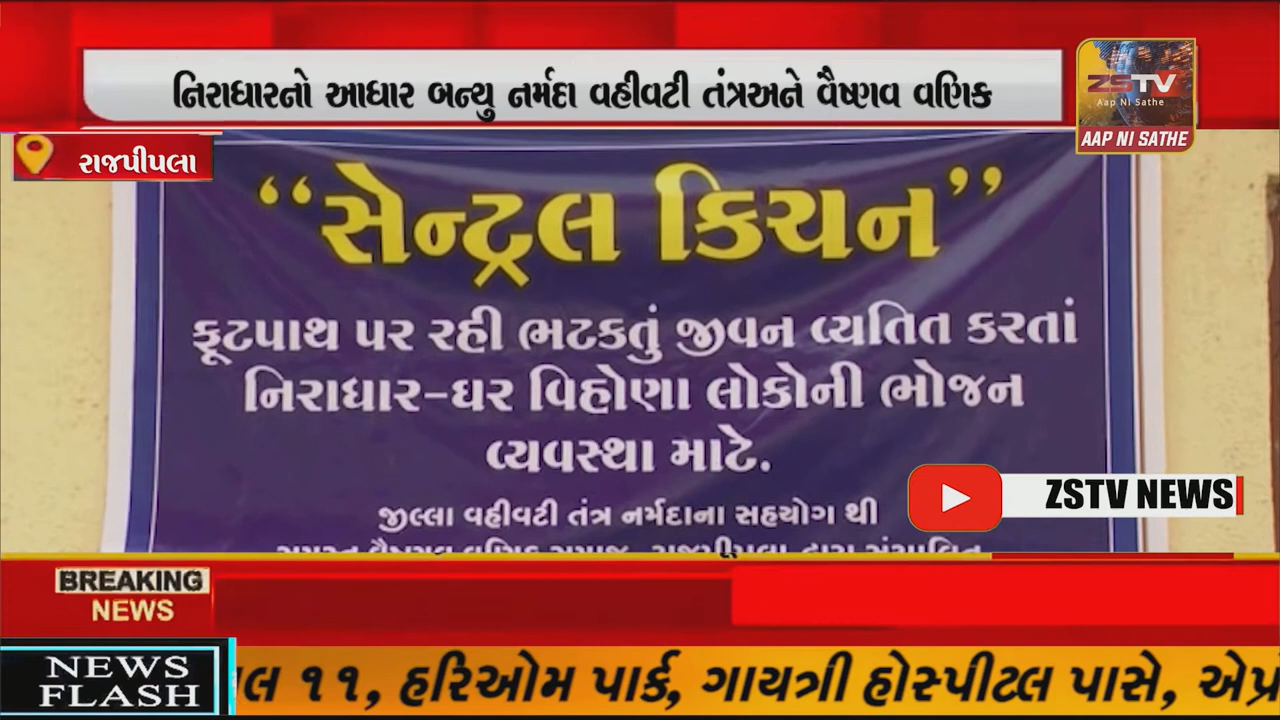 નિરાધારનો આધાર બન્યુ નર્મદા વહીવટી તંત્રઅને વૈષ્ણવ વણિક
ZSTV
Aap Ni Sathe
AAP NI SATHE
રાજપીપલા
“સેન્ટ્રલ કિચન”
ફૂટપાથ પર રહી ભટકતું જીવન વ્યતિત કરતાં
નિરાધાર-ઘર વિહોણા લોકોની ભોજન
વ્યવસ્થા માટે.
જીલ્લા વહીવટી તંત્ર નર્મદાના સહયોગ થી
ZSTV NEWS
BREAKING
NEWS
NEWS
FLASH
૧૧, હરિઓમ પાર્ક, ગાયત્રી હોસ્પીટલ પાસે,